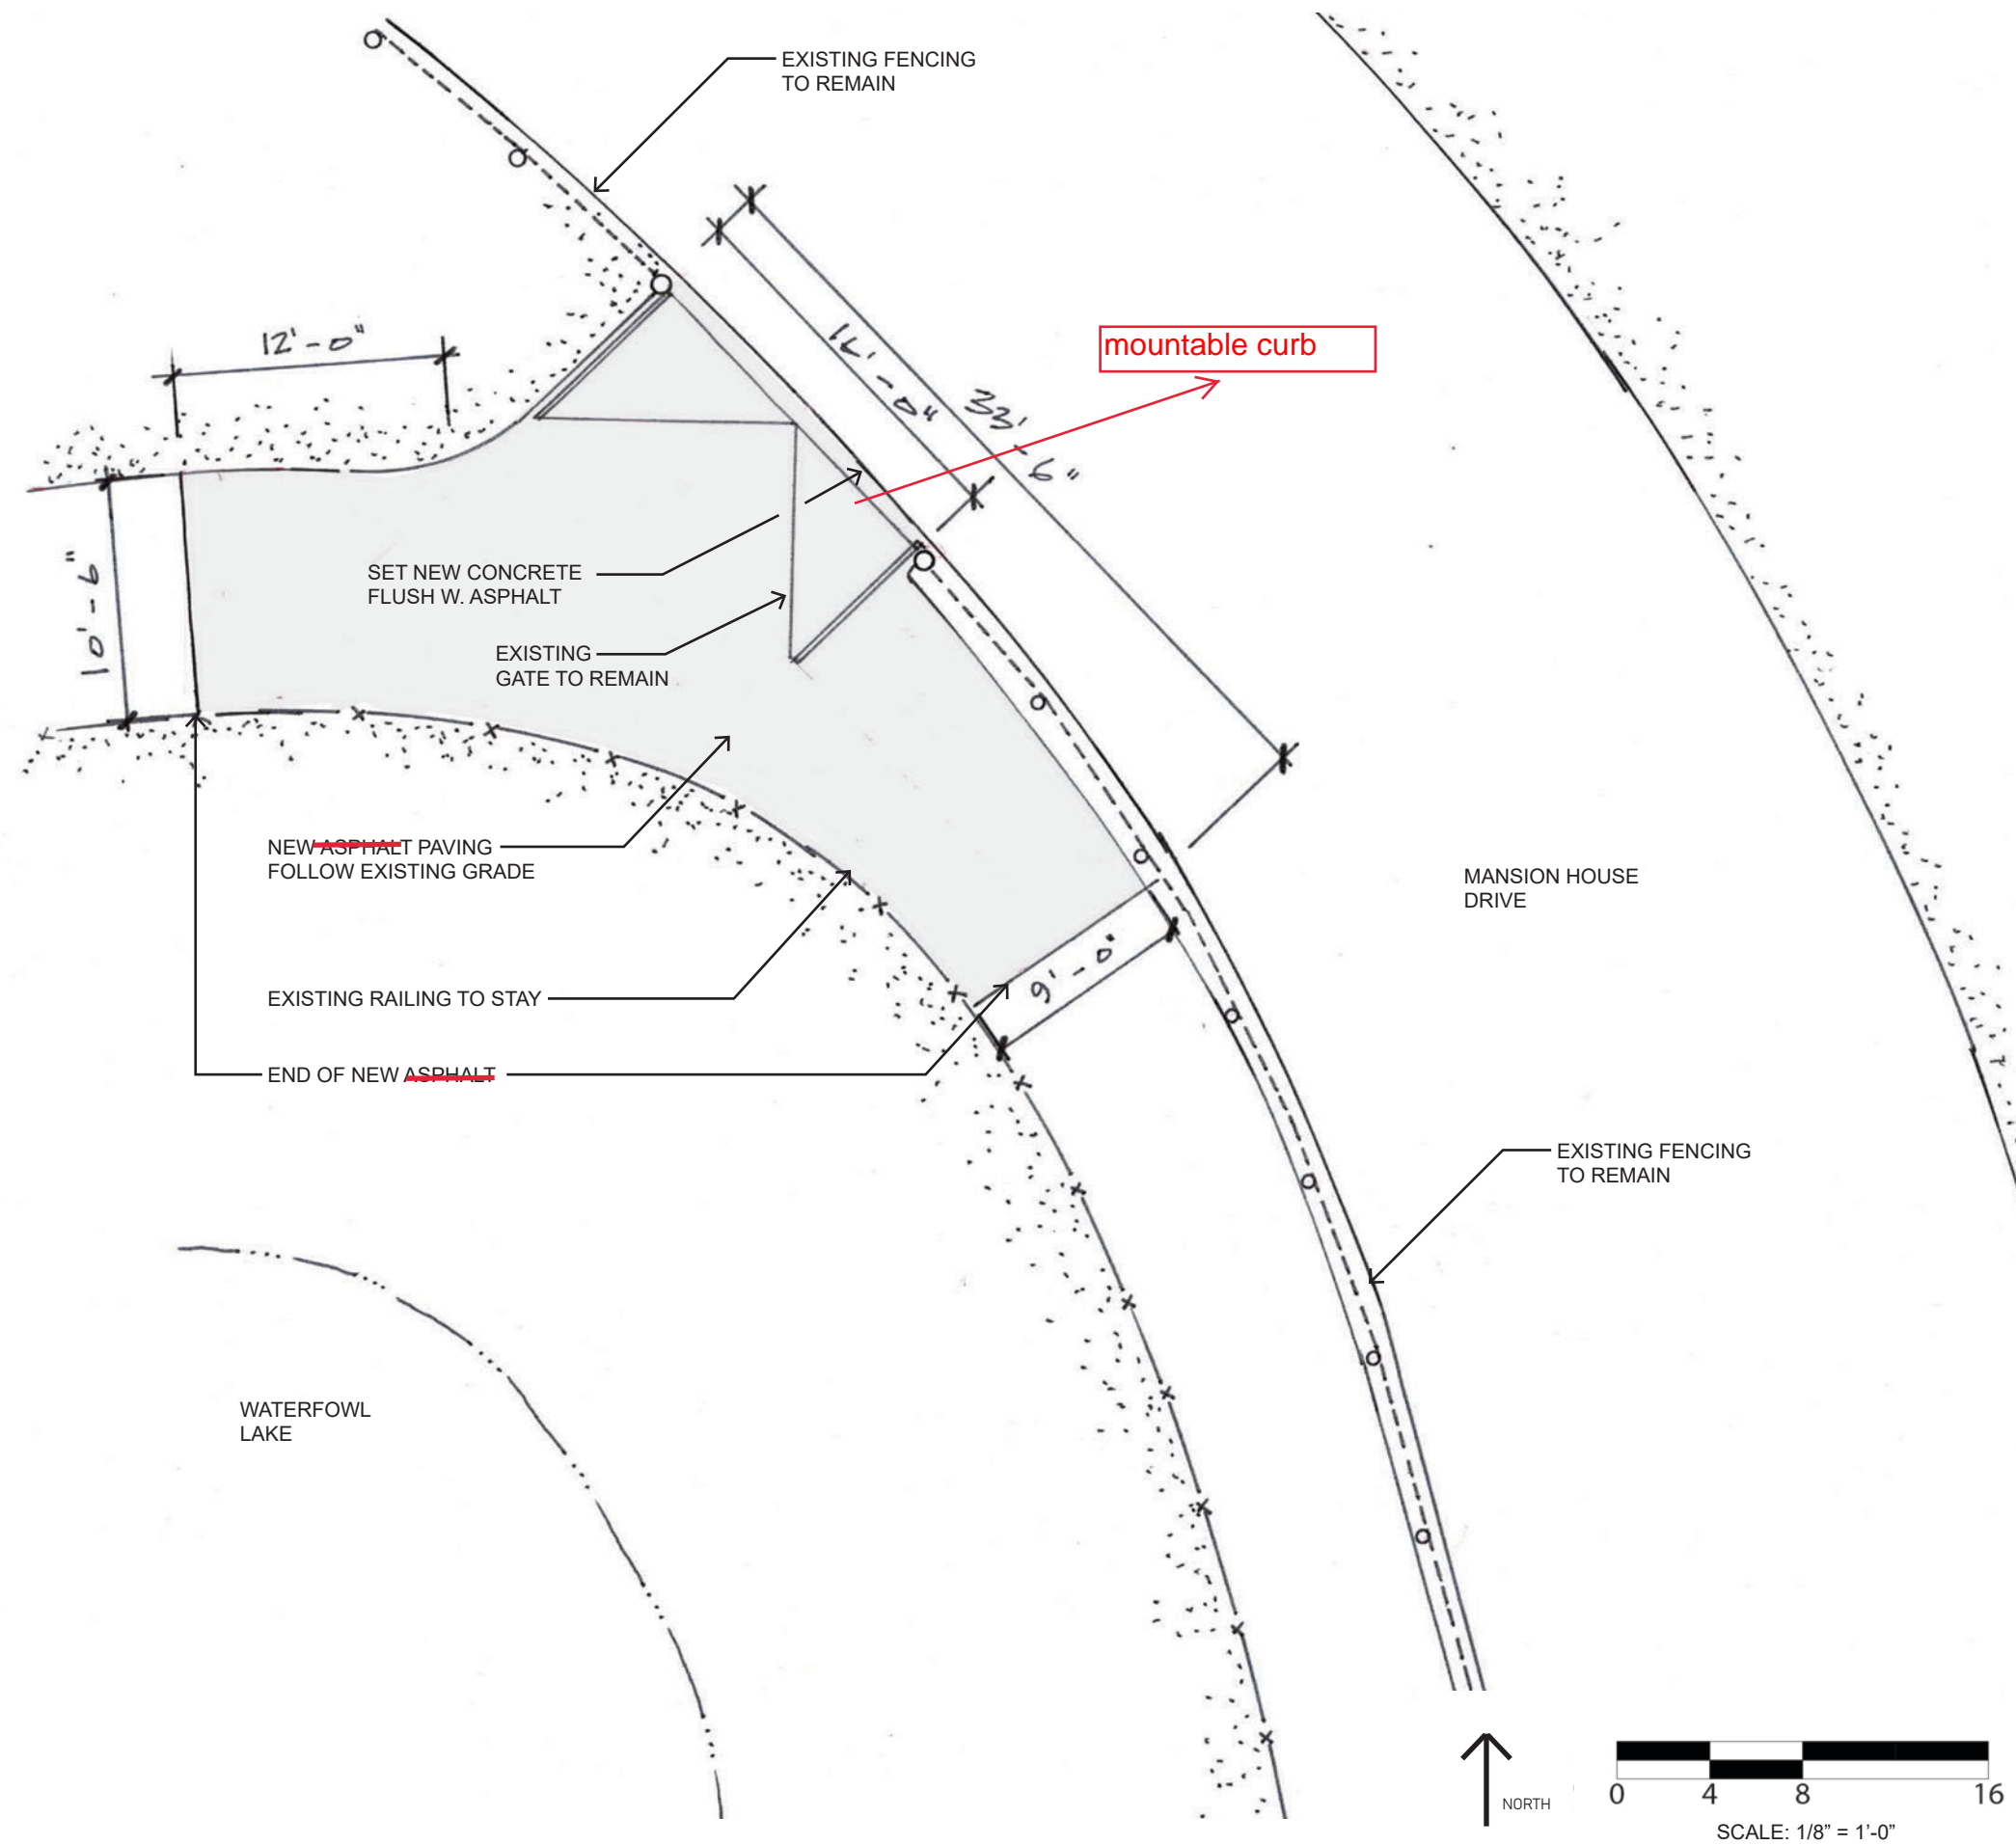 EXISTING FENCING
TO REMAIN
12'-0"
mountable curb
33'-6"
10'-6"
SET NEW CONCRETE
FLUSH W. ASPHALT
EXISTING
GATE TO REMAIN
NEW ASPHALT PAVING
FOLLOW EXISTING GRADE
MANSION HOUSE
DRIVE
9'-0"
EXISTING RAILING TO STAY
END OF NEW ASPHALT
EXISTING FENCING
TO REMAIN
WATERFOWL
LAKE
NORTH
0 4 8 16
SCALE: 1/8" = 1'-0"